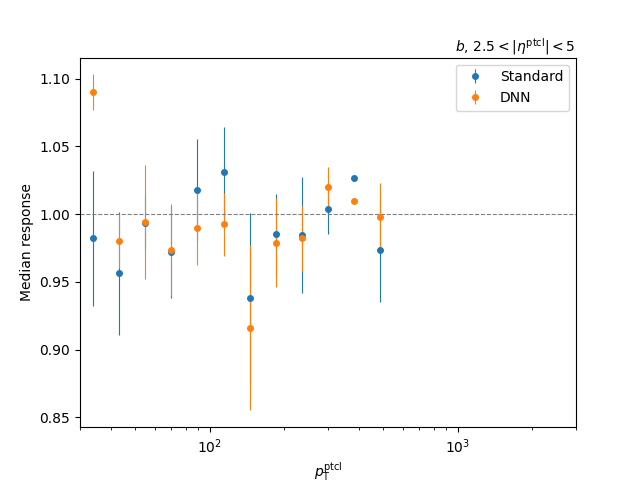 b, 2.5 < |η^ptcl| < 5
Standard
DNN
1.10
1.05
1.00
0.95
0.90
0.85
Median response
10^2
10^3
p_T^ptcl